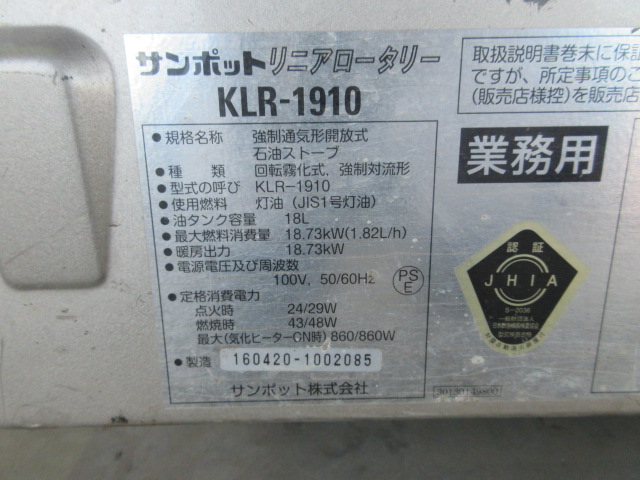 サンポットリニアロータリー
KLR-1910
●規格名称 強制通気形開放式
石油ストーブ
●種 類 回転霧化式、強制対流形
●型式の呼び KLR-1910
●使用燃料 灯油(JIS1号灯油)
●油タンク容量 18L
●最大燃料消費量 18.73kW(1.82L/h)
●暖房出力 18.73kW
●電源電圧及び周波数
100V、50/60Hz
PS
E
●定格消費電力
点火時 24/29W
燃焼時 43/48W
最大(気化ヒーターON時)860/860W
●製造 160420-1002085
サンポット株式会社
取扱説明書巻末に保証
ですが、所定事項のご
(販売店様控)を販売店
業務用
認証
JHIA
S-2036